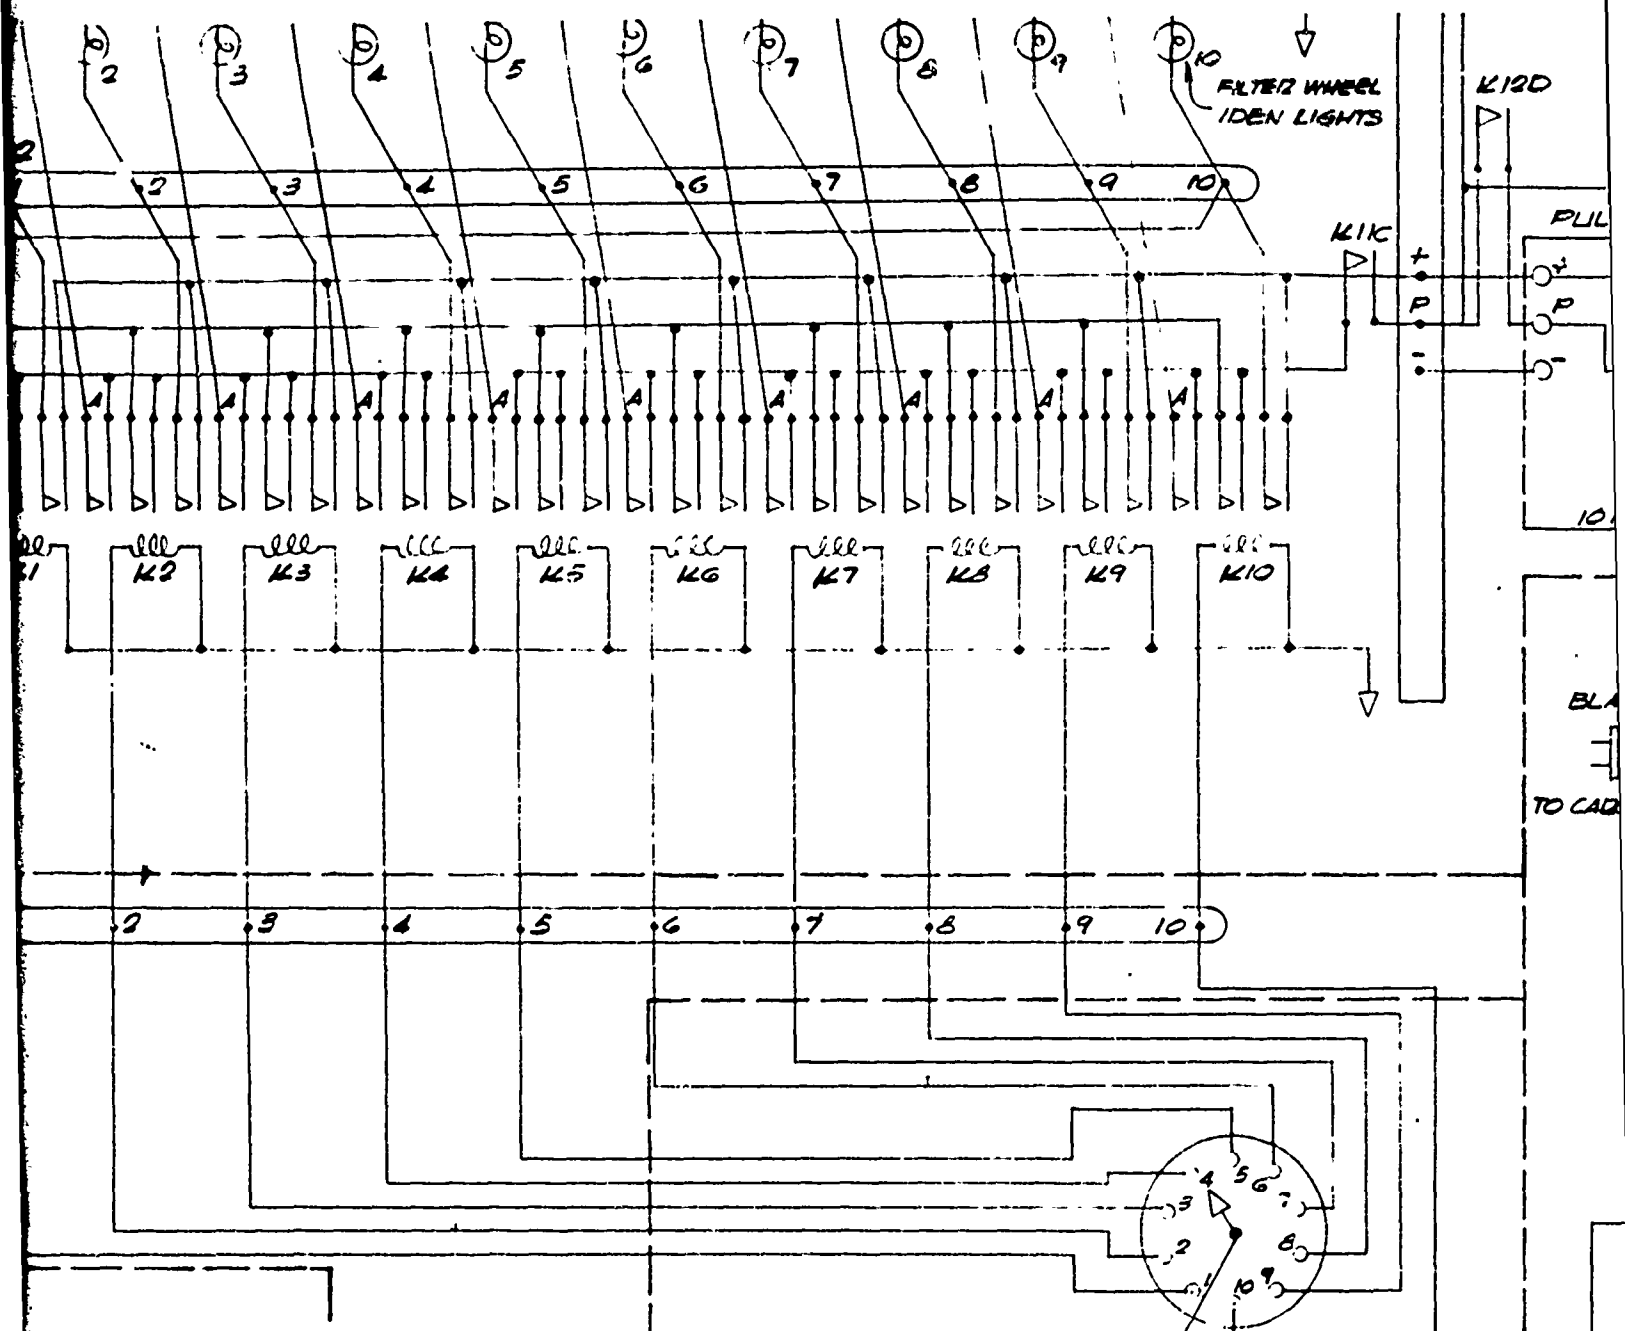 2 3 4 5 6 7 8 9 10
FILTER WHEEL
IDEN LIGHTS
K12D
2 3 4 5 6 7 8 9 10
K11C
PUL
+ +
P P
- -
A A A A A A A A A
10
K2 K3 K4 K5 K6 K7 K8 K9 K10
BLA
TO CAD
2 3 4 5 6 7 8 9 10
4 5 6 7
3
2 8
1 10 9